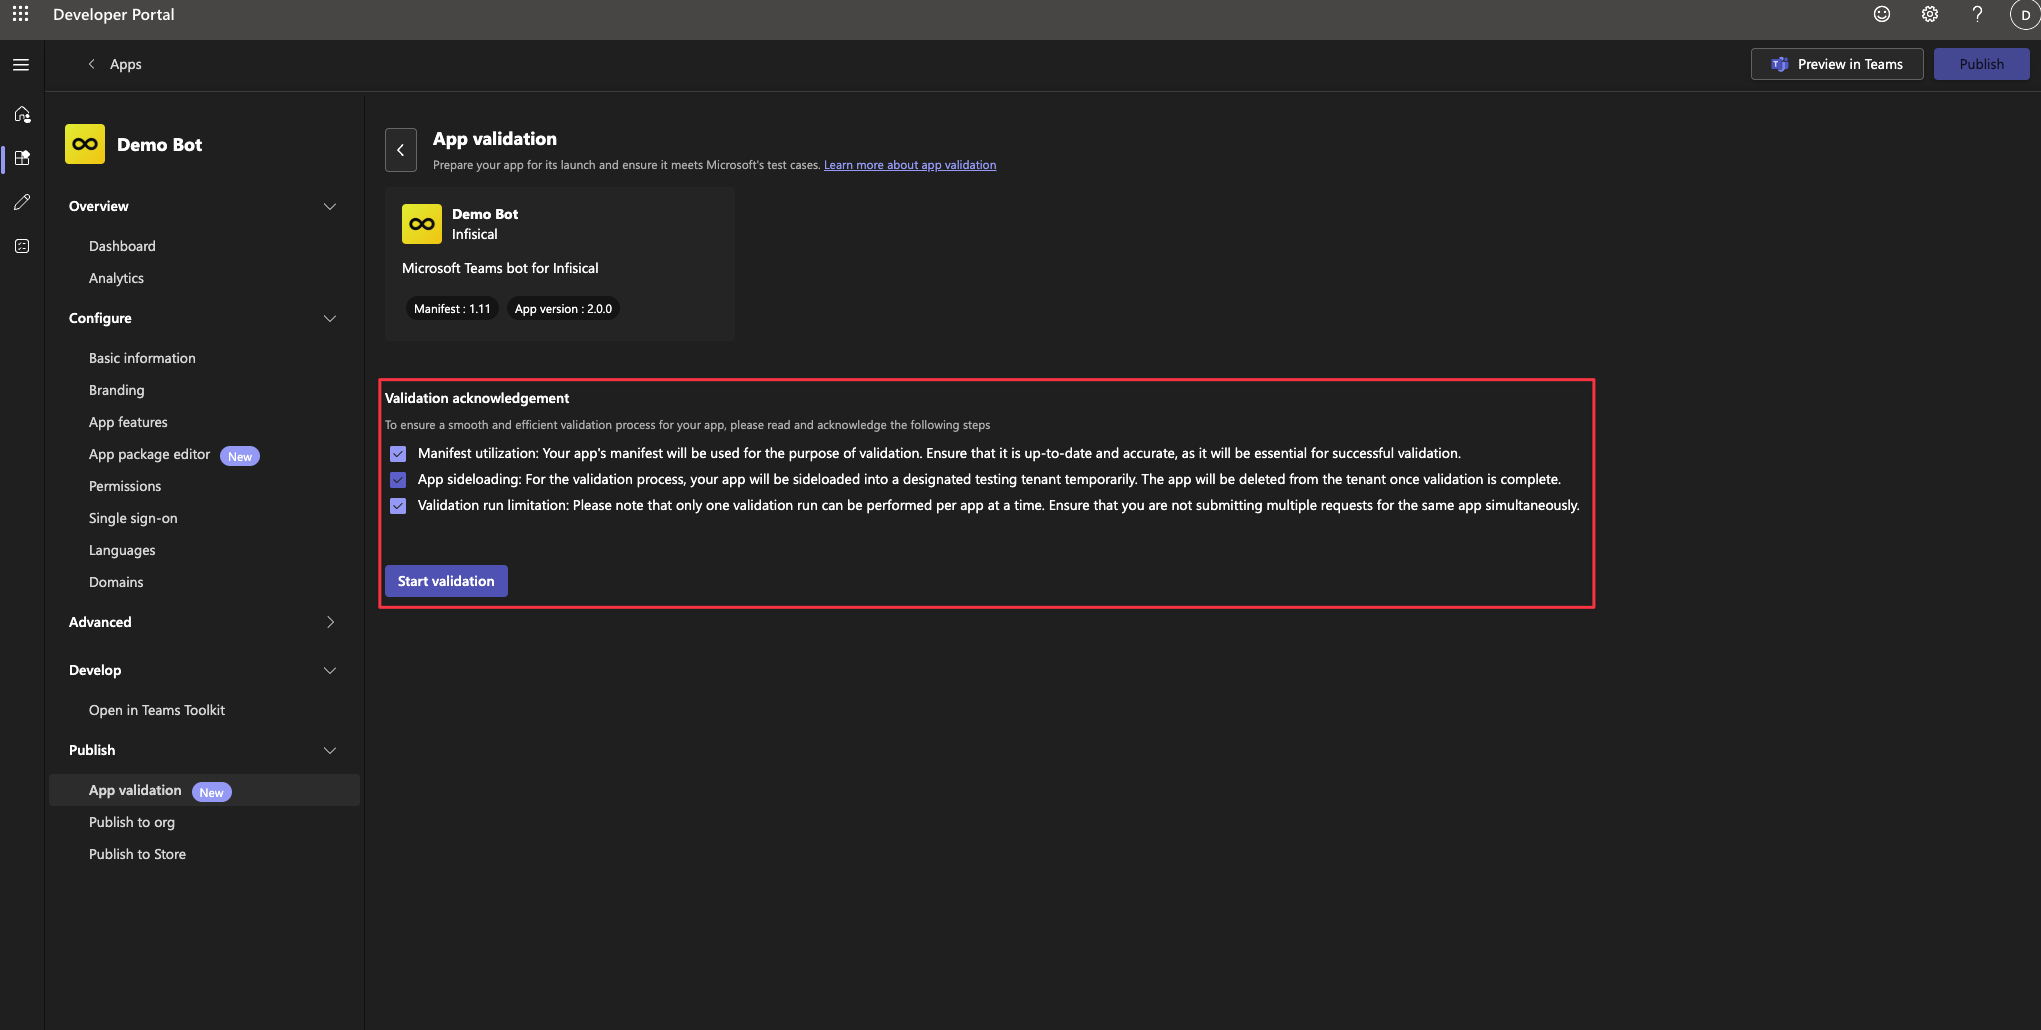 Developer Portal
D
Apps
Preview in Teams
Publish
Demo Bot
Overview
Dashboard
Analytics
Configure
Basic information
Branding
App features
App package editor New
Permissions
Single sign-on
Languages
Domains
Advanced
Develop
Open in Teams Toolkit
Publish
App validation New
Publish to org
Publish to Store
App validation
Prepare your app for its launch and ensure it meets Microsoft's test cases. Learn more about app validation
Demo Bot
Infisical
Microsoft Teams bot for Infisical
Manifest : 1.11 App version : 2.0.0
Validation acknowledgement
To ensure a smooth and efficient validation process for your app, please read and acknowledge the following steps
Manifest utilization: Your app's manifest will be used for the purpose of validation. Ensure that it is up-to-date and accurate, as it will be essential for successful validation.
App sideloading: For the validation process, your app will be sideloaded into a designated testing tenant temporarily. The app will be deleted from the tenant once validation is complete.
Validation run limitation: Please note that only one validation run can be performed per app at a time. Ensure that you are not submitting multiple requests for the same app simultaneously.
Start validation